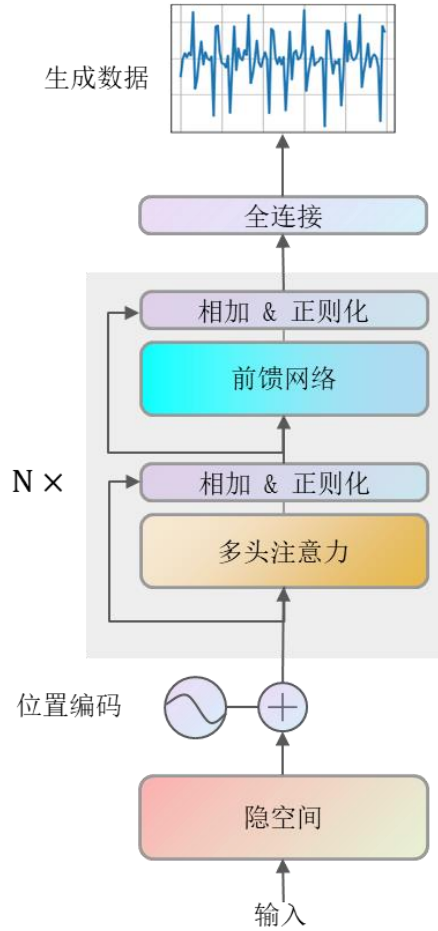 生成数据
全连接
相加 & 正则化
前馈网络
N ×
相加 & 正则化
多头注意力
位置编码
隐空间
输入